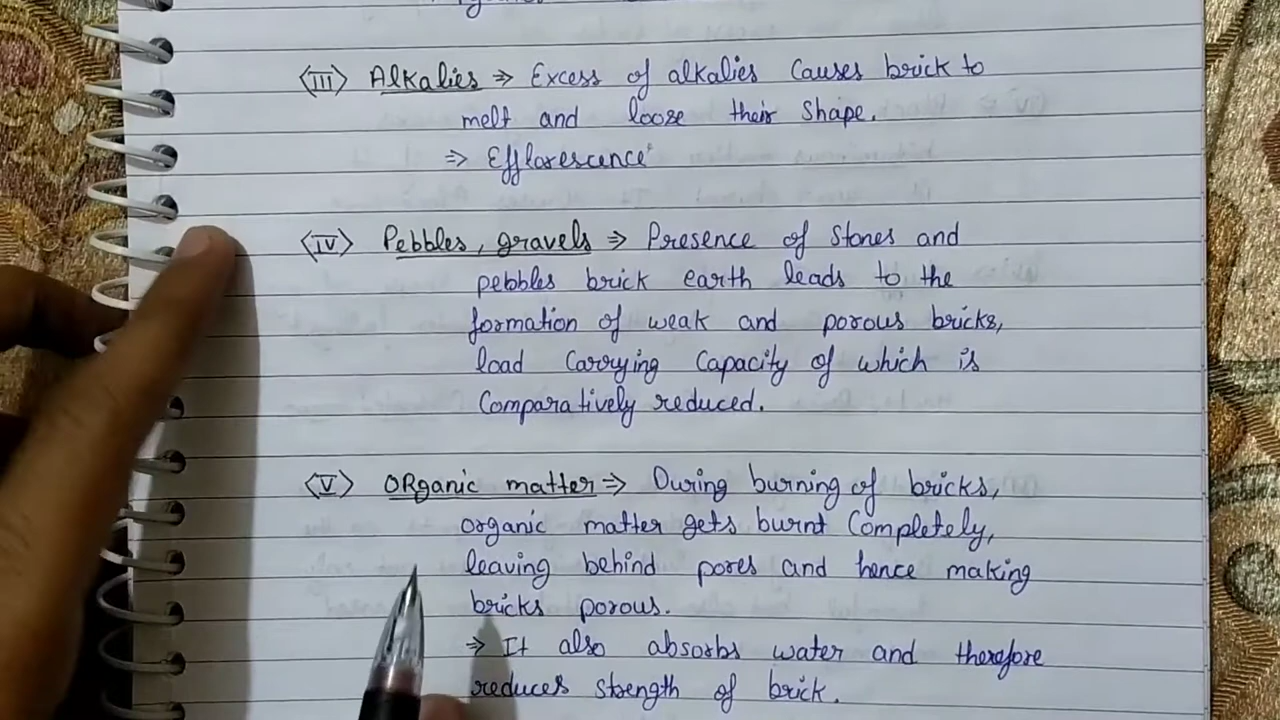 <III> Alkalies ⇒ Excess of alkalies causes brick to
melt and loose their shape.
⇒ Efflorescence
<IV> Pebbles, gravels ⇒ Presence of stones and
pebbles brick earth leads to the
formation of weak and porous bricks,
load carrying capacity of which is
comparatively reduced.
<V> ORganic matter ⇒ During burning of bricks,
organic matter gets burnt completely,
leaving behind pores and hence making
bricks porous.
⇒ It also absorbs water and therefore
reduces strength of brick.